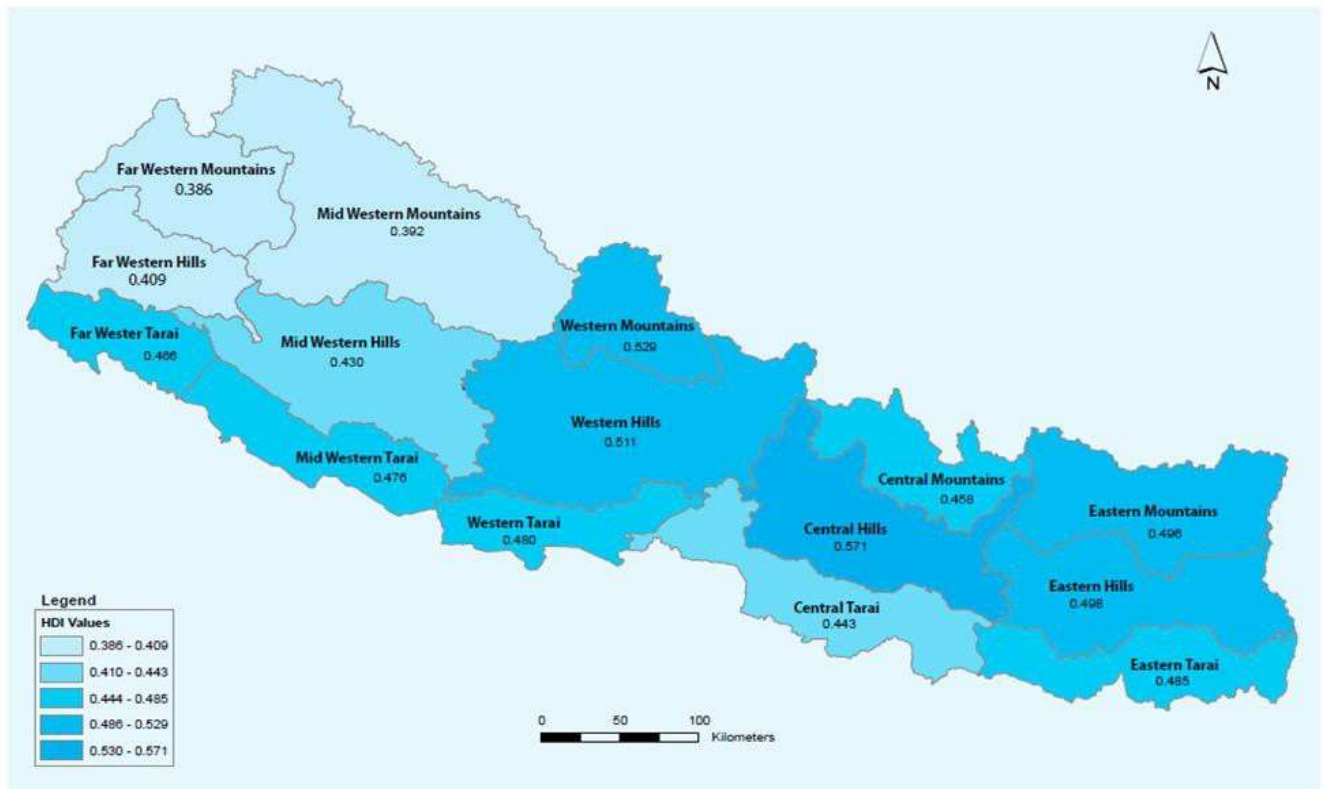 N
Far Western Mountains
0.386
Mid Western Mountains
0.392
Far Western Hills
0.409
Far Wester Tarai
0.466
Mid Western Hills
0.430
Western Mountains
0.529
Western Hills
0.511
Mid Western Tarai
0.476
Central Mountains
0.458
Western Tarai
0.480
Central Hills
0.571
Eastern Mountains
0.496
Eastern Hills
0.498
Central Tarai
0.443
Eastern Tarai
0.485
Legend
HDI Values
0.386 - 0.409
0.410 - 0.443
0.444 - 0.485
0.486 - 0.529
0.530 - 0.571
0 50 100
Kilometers